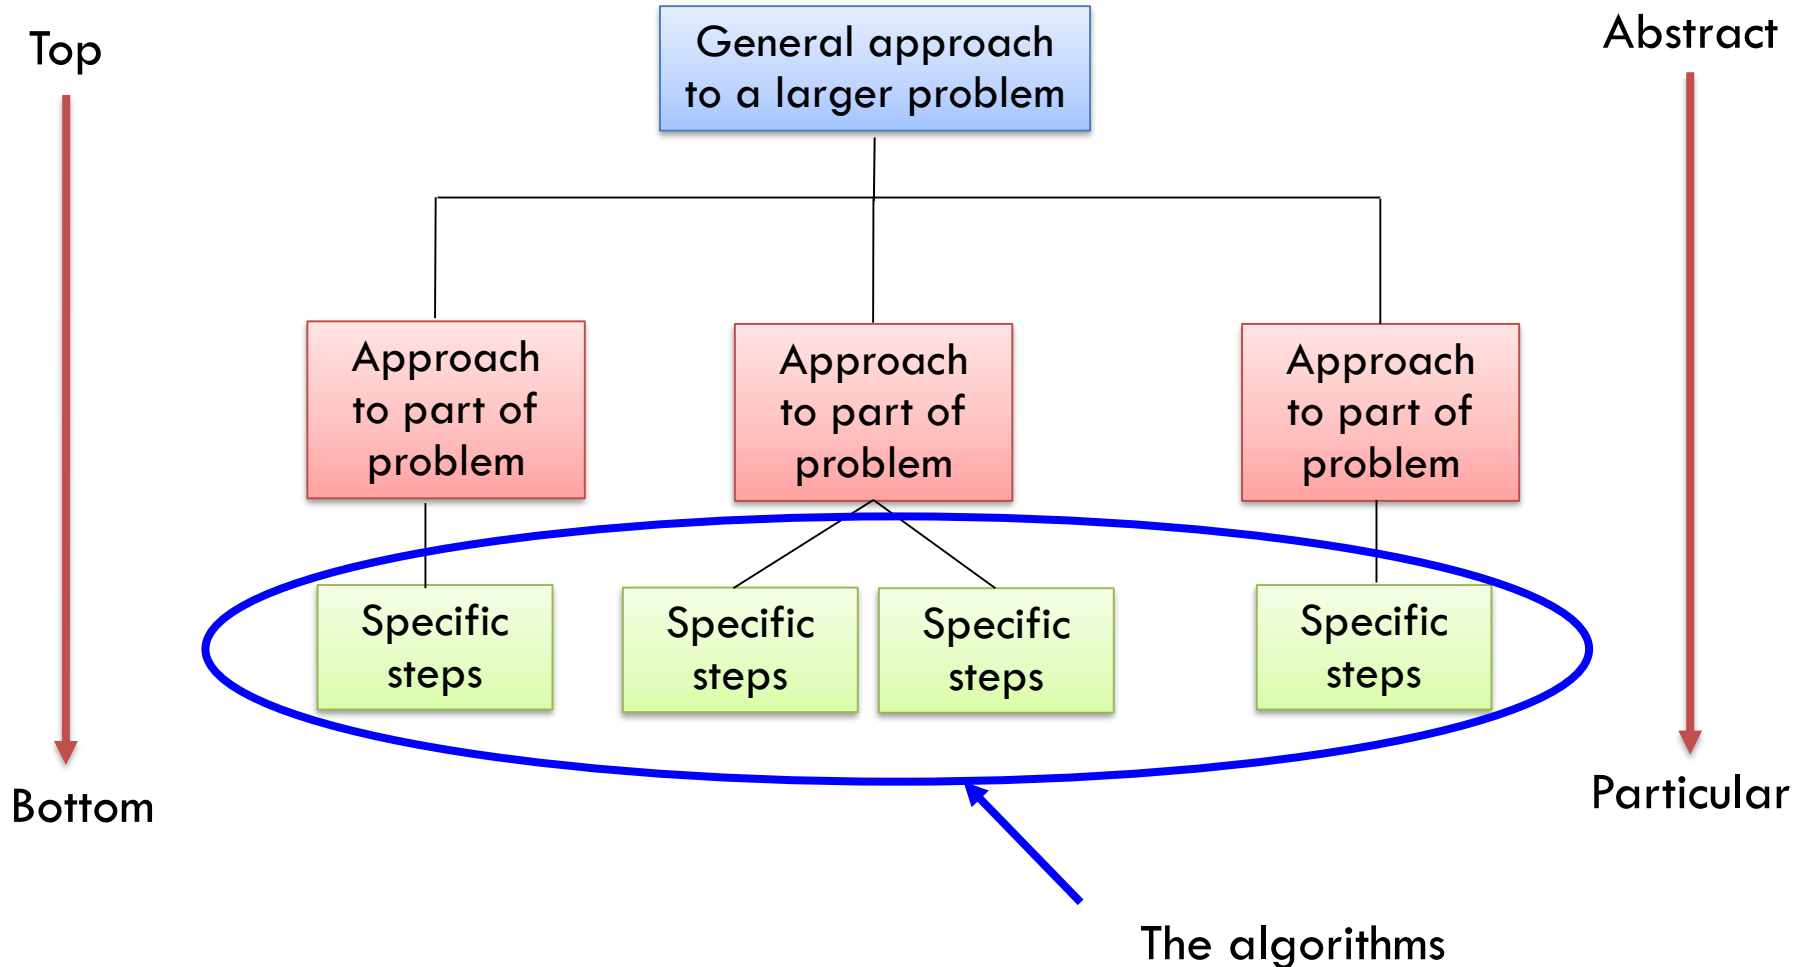 Top
General approach
to a larger problem
Abstract
Approach
to part of
problem
Approach
to part of
problem
Approach
to part of
problem
Specific
steps
Specific
steps
Specific
steps
Specific
steps
Bottom
Particular
The algorithms